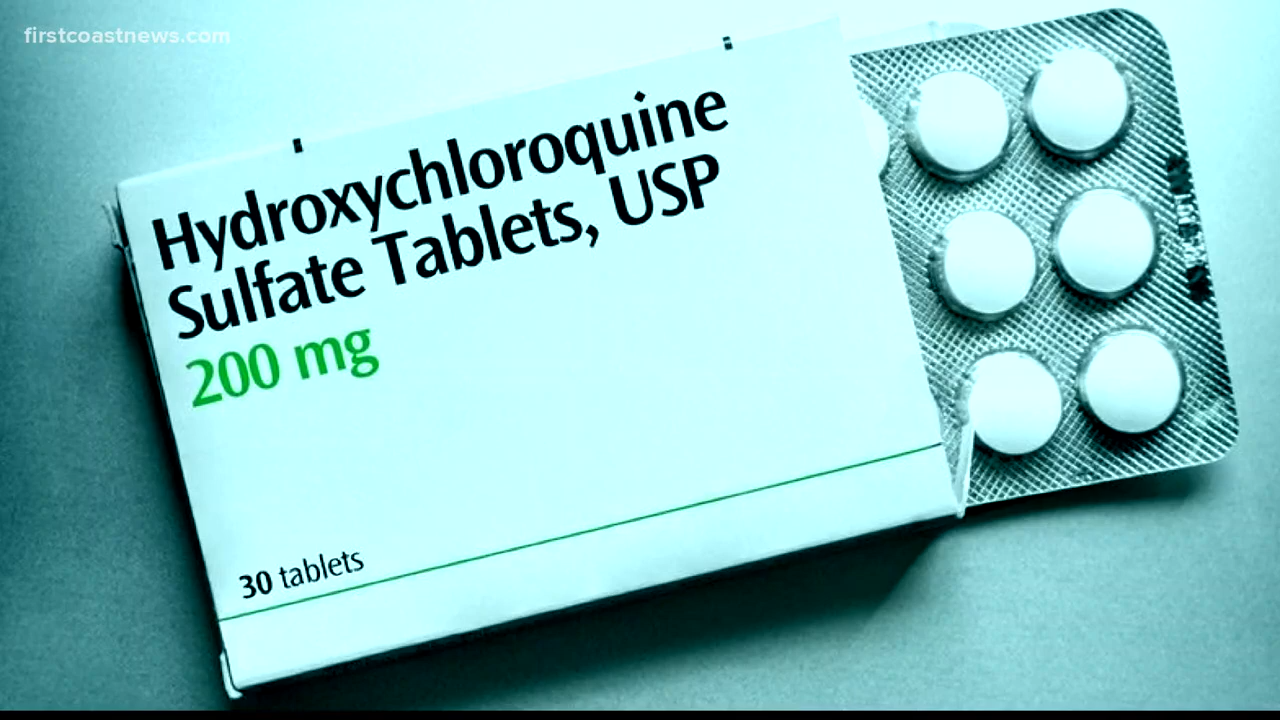 firstcoastnews.com
Hydroxychloroquine
Sulfate Tablets, USP
200 mg
30 tablets